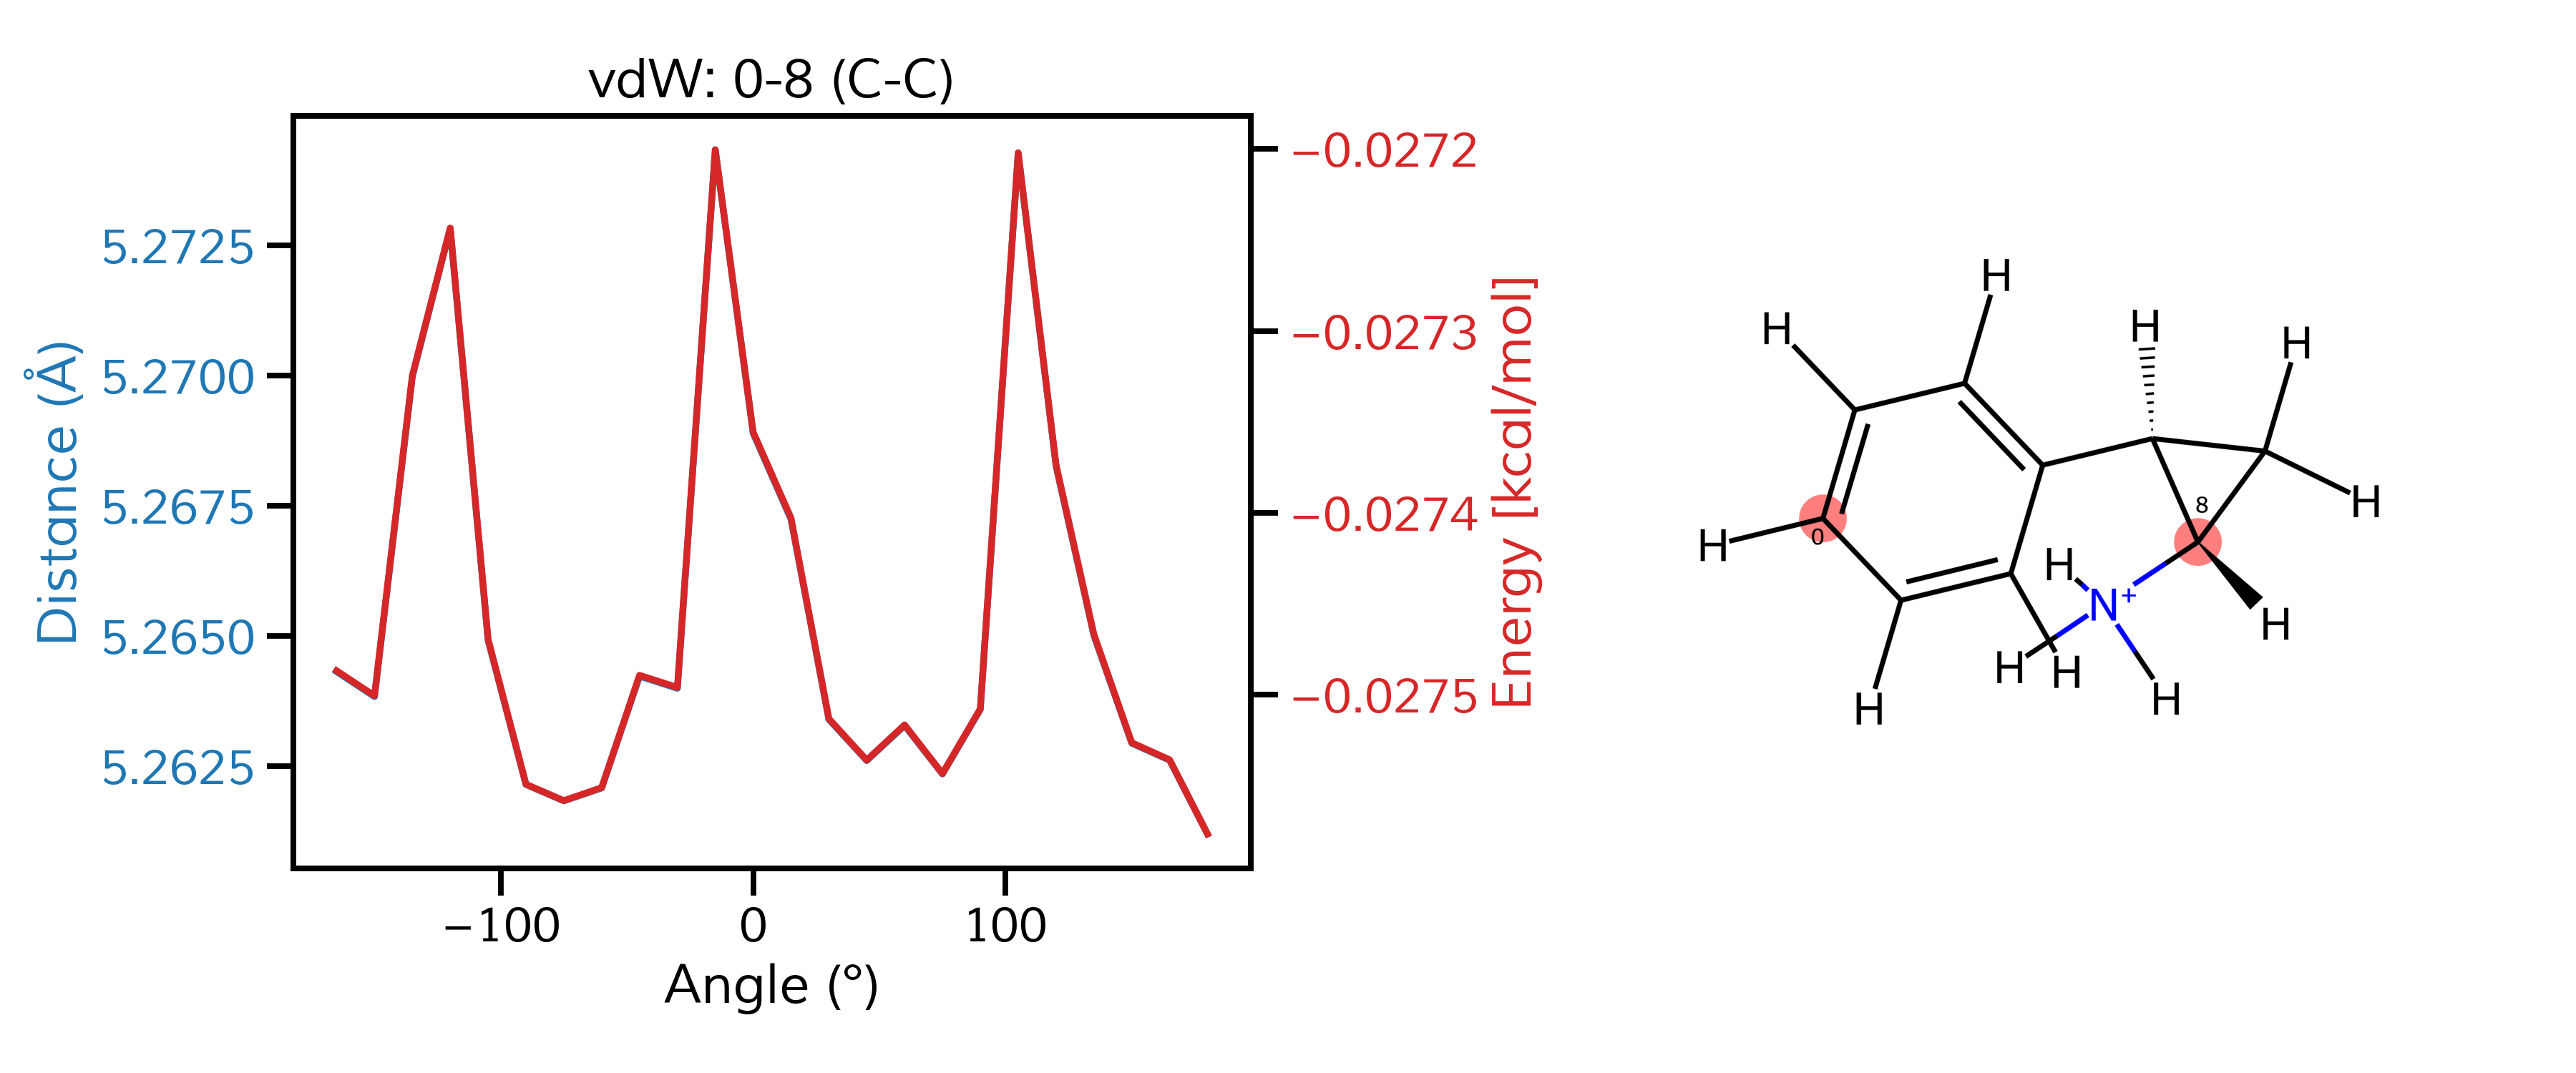 vdW: 0-8 (C-C)
Distance (Å)
5.2725
5.2700
5.2675
5.2650
5.2625
−0.0272
−0.0273
−0.0274
−0.0275
Energy [kcal/mol]
−100 0 100
Angle (°)
H
H
H
H
H
8
0
H
H
H
N+
H
H
H
H
H